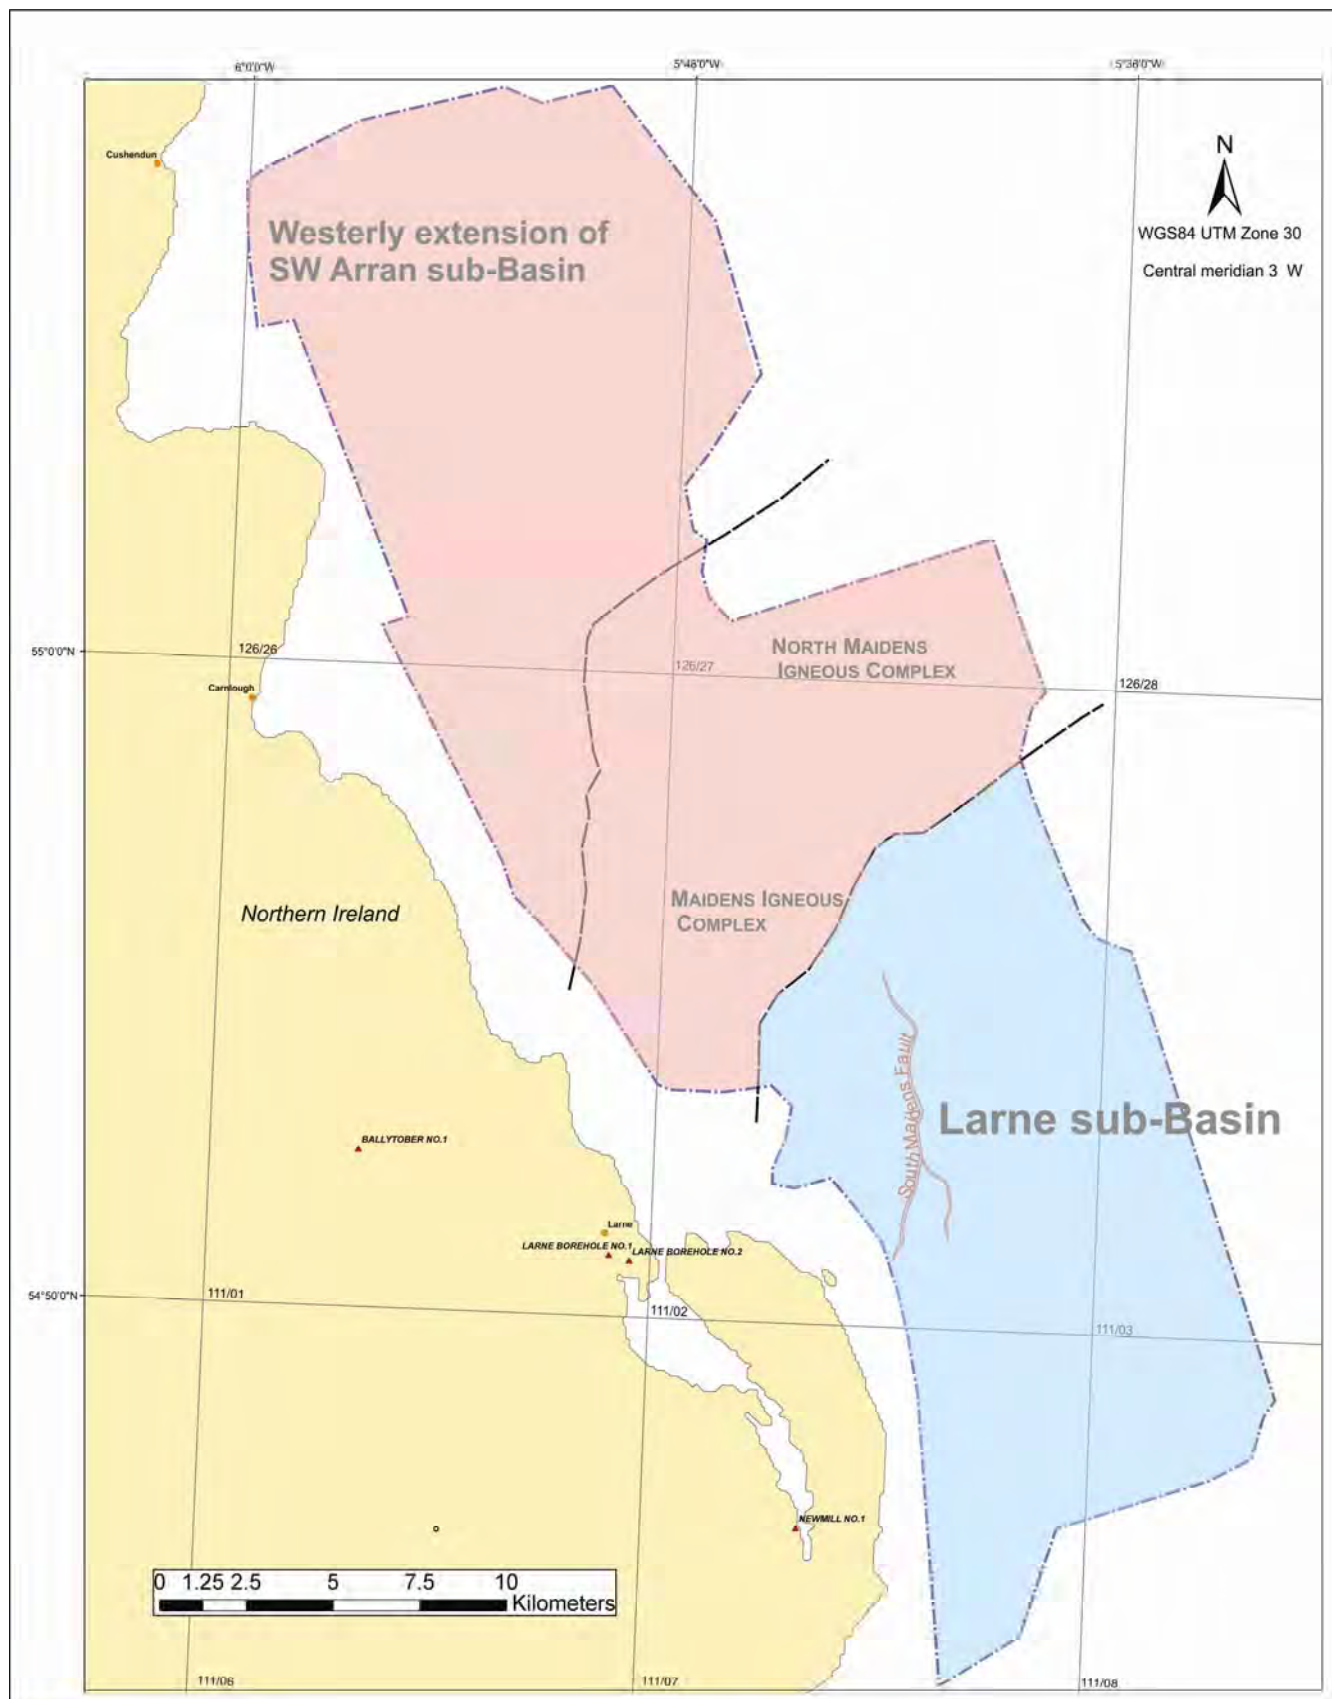 6°0'0"W
5°48'0"W
5°36'0"W
Cushendun
N
WGS84 UTM Zone 30
Central meridian 3 W
Westerly extension of
SW Arran sub-Basin
55°0'0"N
126/26
126/27
126/28
NORTH MAIDENS
IGNEOUS COMPLEX
Carnlough
MAIDENS IGNEOUS
COMPLEX
Northern Ireland
South Maidens Fault
Larne sub-Basin
BALLYTOBER NO.1
Larne
LARNE BOREHOLE NO.1
LARNE BOREHOLE NO.2
54°50'0"N
111/01
111/02
111/03
NEWMILL NO.1
0 1.25 2.5 5 7.5 10
Kilometers
111/06
111/07
111/08